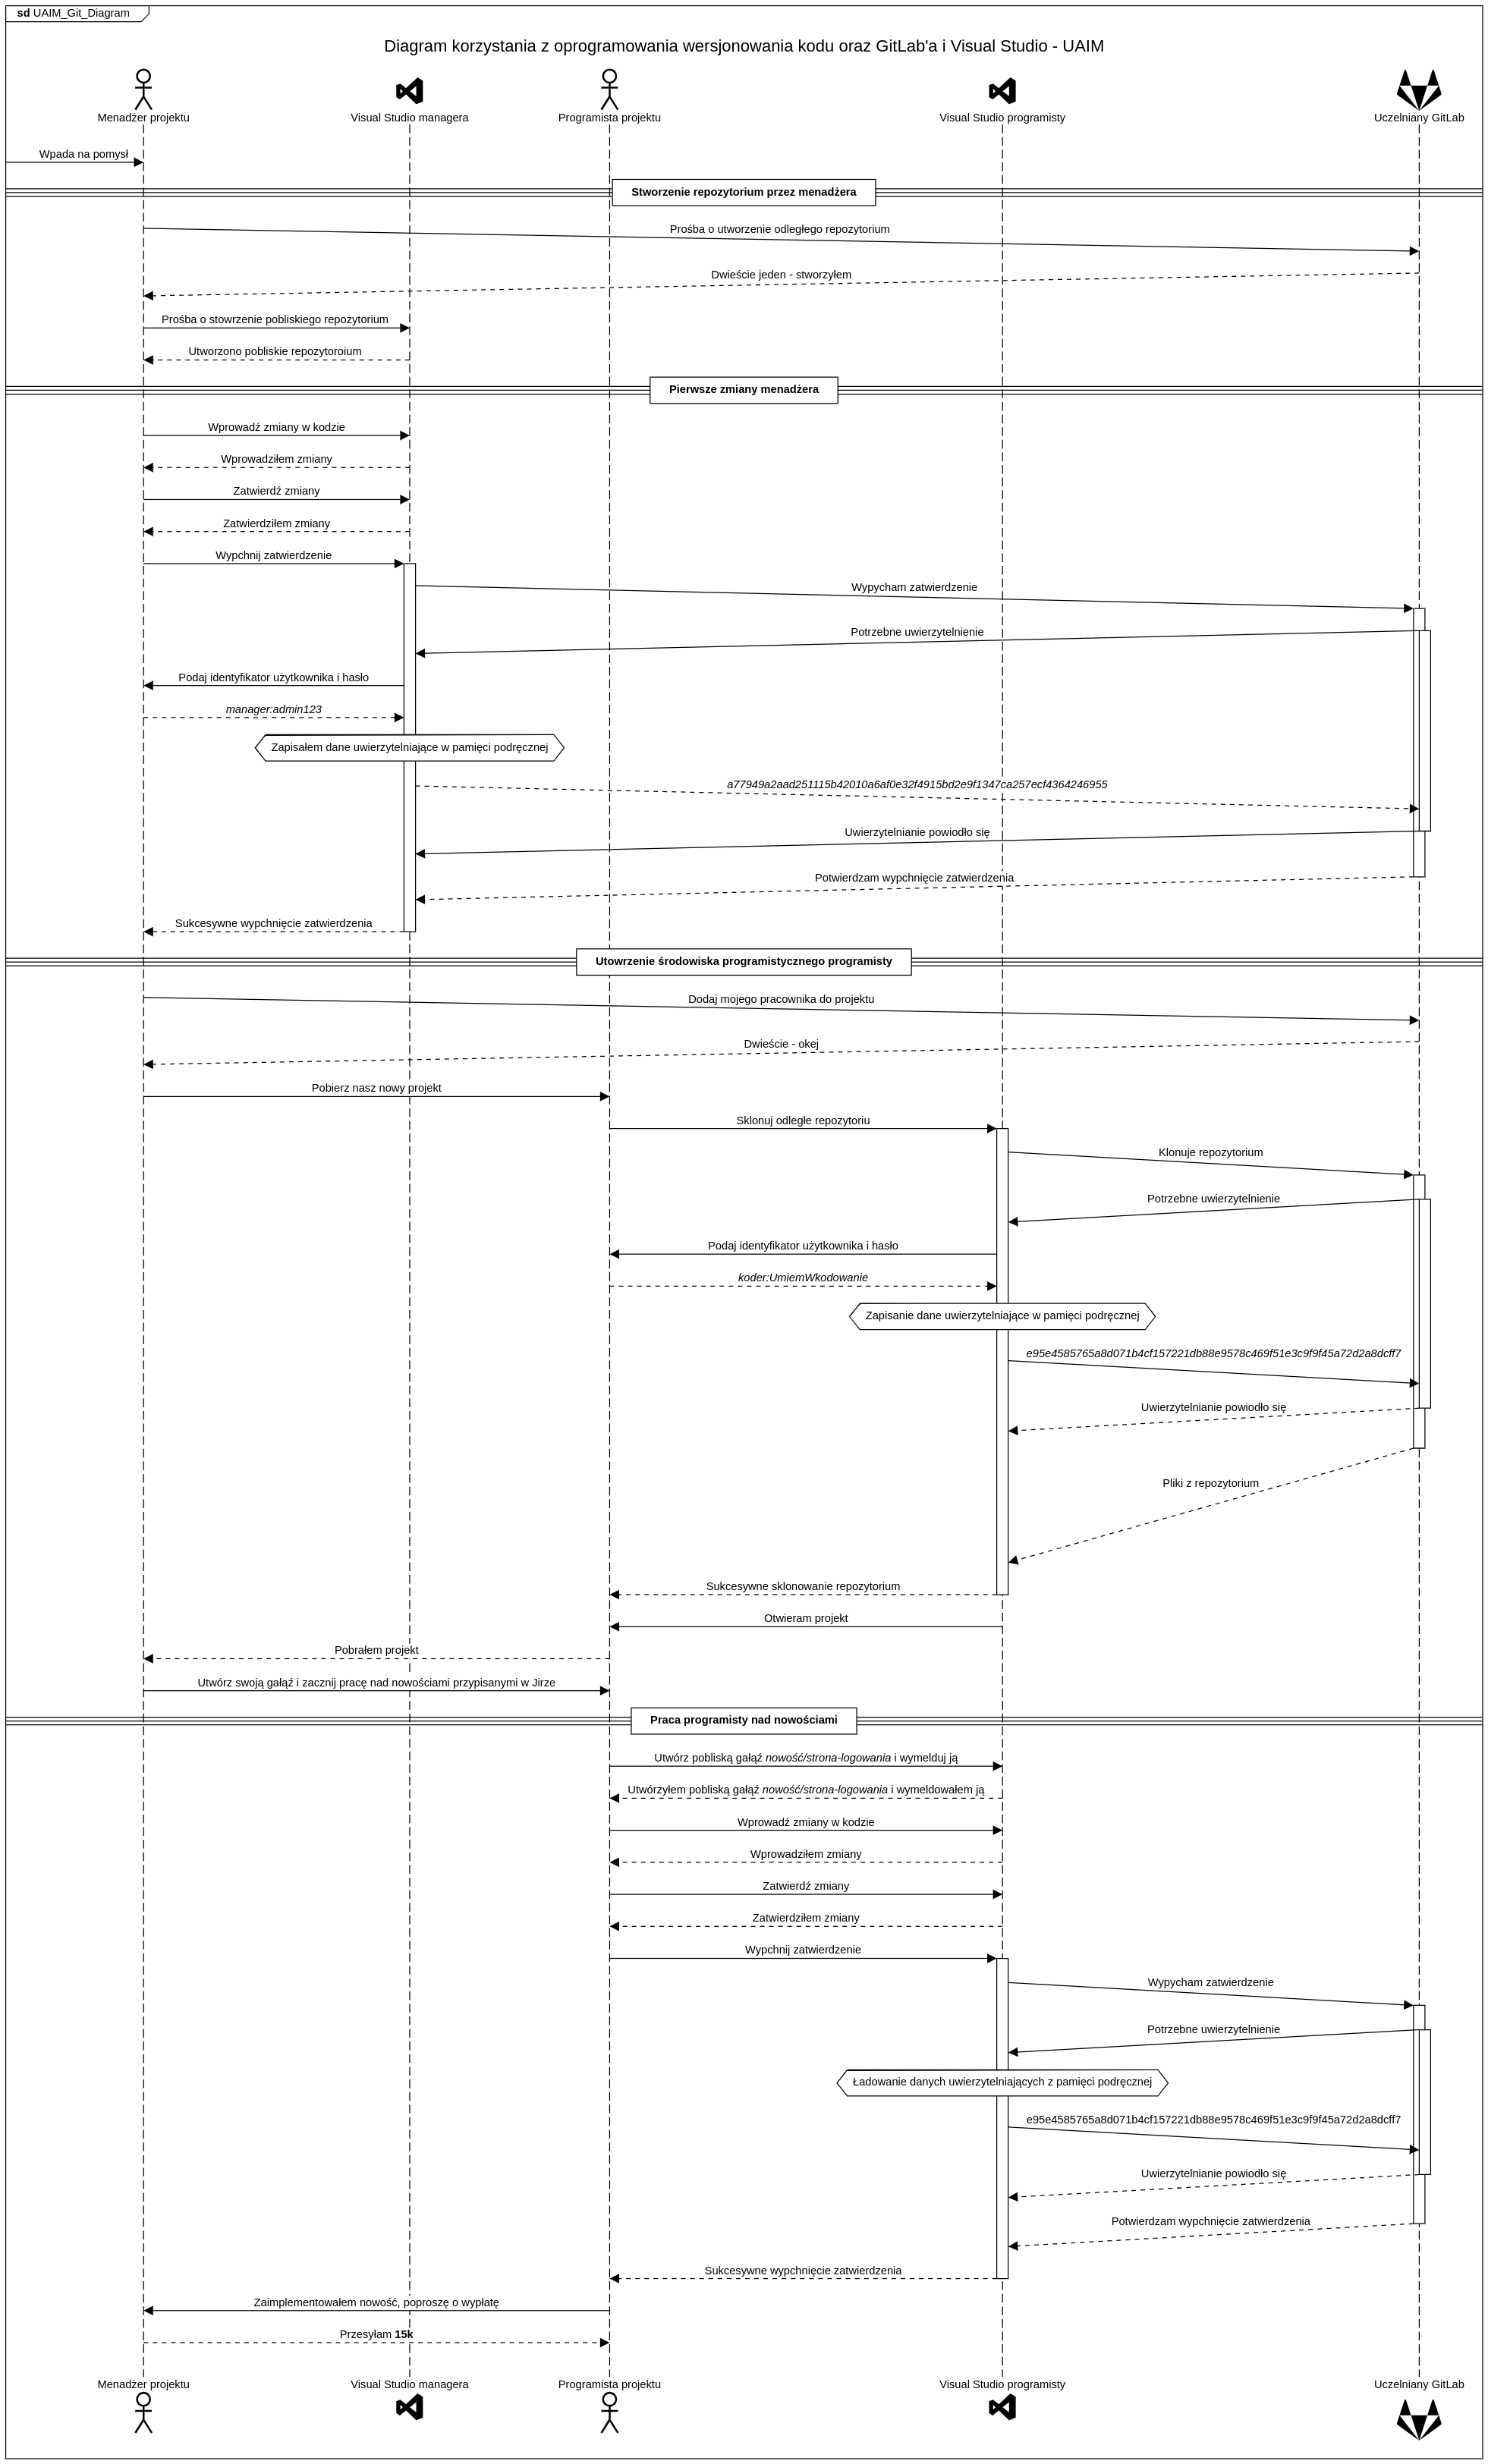 sd UAIM_Git_Diagram
Diagram korzystania z oprogramowania wersjonowania kodu oraz GitLab'a i Visual Studio - UAIM
Menadżer projektu
Visual Studio managera
Programista projektu
Visual Studio programisty
Uczelniany GitLab
Wpada na pomysł
Stworzenie repozytorium przez menadżera
Prośba o utworzenie odległego repozytorium
Dwieście jeden - stworzyłem
Prośba o stowrzenie pobliskiego repozytorium
Utworzono pobliskie repozytoroium
Pierwsze zmiany menadżera
Wprowadź zmiany w kodzie
Wprowadziłem zmiany
Zatwierdź zmiany
Zatwierdziłem zmiany
Wypchnij zatwierdzenie
Wypycham zatwierdzenie
Potrzebne uwierzytelnienie
Podaj identyfikator użytkownika i hasło
manager:admin123
Zapisałem dane uwierzytelniające w pamięci podręcznej
a77949a2aad251115b42010a6af0e32f4915bd2e9f1347ca257ecf4364246955
Uwierzytelnianie powiodło się
Potwierdzam wypchnięcie zatwierdzenia
Sukcesywne wypchnięcie zatwierdzenia
Utowrzenie środowiska programistycznego programisty
Dodaj mojego pracownika do projektu
Dwieście - okej
Pobierz nasz nowy projekt
Sklonuj odległe repozytoriu
Klonuje repozytorium
Potrzebne uwierzytelnienie
Podaj identyfikator użytkownika i hasło
koder:UmiemWkodowanie
Zapisanie dane uwierzytelniające w pamięci podręcznej
e95e4585765a8d071b4cf157221db88e9578c469f51e3c9f9f45a72d2a8dcff7
Uwierzytelnianie powiodło się
Pliki z repozytorium
Sukcesywne sklonowanie repozytorium
Otwieram projekt
Pobrałem projekt
Utwórz swoją gałąź i zacznij pracę nad nowościami przypisanymi w Jirze
Praca programisty nad nowościami
Utwórz pobliską gałąź nowość/strona-logowania i wymelduj ją
Utwórzyłem pobliską gałąź nowość/strona-logowania i wymeldowałem ją
Wprowadź zmiany w kodzie
Wprowadziłem zmiany
Zatwierdź zmiany
Zatwierdziłem zmiany
Wypchnij zatwierdzenie
Wypycham zatwierdzenie
Potrzebne uwierzytelnienie
Ładowanie danych uwierzytelniających z pamięci podręcznej
e95e4585765a8d071b4cf157221db88e9578c469f51e3c9f9f45a72d2a8dcff7
Uwierzytelnianie powiodło się
Potwierdzam wypchnięcie zatwierdzenia
Sukcesywne wypchnięcie zatwierdzenia
Zaimplementowałem nowość, poproszę o wypłatę
Przesyłam 15k
Menadżer projektu
Visual Studio managera
Programista projektu
Visual Studio programisty
Uczelniany GitLab